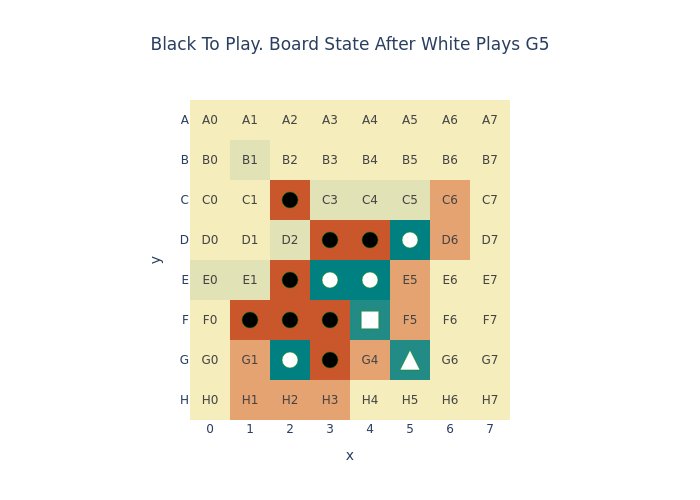 Black To Play. Board State After White Plays G5
A A0 A1 A2 A3 A4 A5 A6 A7
B B0 B1 B2 B3 B4 B5 B6 B7
C C0 C1 C3 C4 C5 C6 C7
D D0 D1 D2 D6 D7
E E0 E1 E5 E6 E7
F F0 F5 F6 F7
G G0 G1 G4 G6 G7
H H0 H1 H2 H3 H4 H5 H6 H7
0 1 2 3 4 5 6 7
x
y